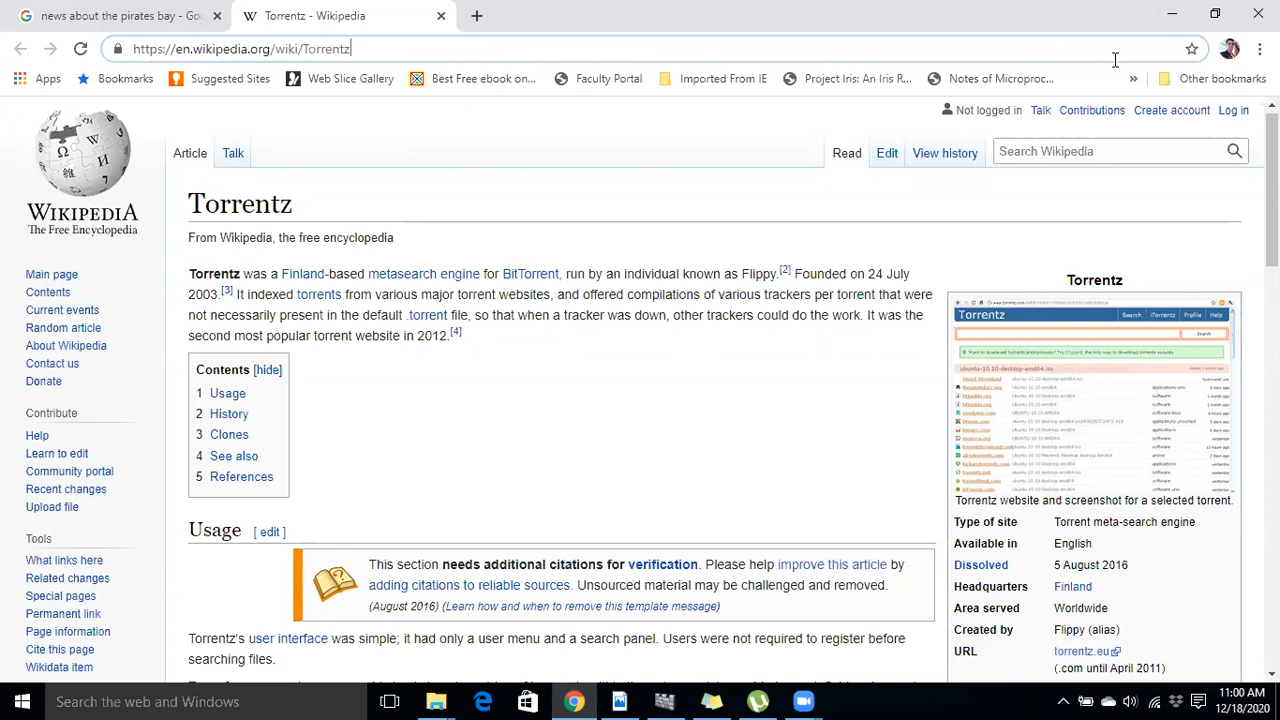 news about the pirates bay - Goo
Torrentz - Wikipedia
https://en.wikipedia.org/wiki/Torrentz
Apps
Bookmarks
Suggested Sites
Web Slice Gallery
Best Free ebook on...
Faculty Portal
Imported From IE
Project Iris: An Iris R...
Notes of Microproc...
»
Other bookmarks
Not logged in Talk Contributions Create account Log in
Article Talk
Read Edit View history
Search Wikipedia
WIKIPEDIA
The Free Encyclopedia
Main page
Contents
Current events
Random article
About Wikipedia
Contact us
Donate
Contribute
Help
Learn to edit
Community portal
Recent changes
Upload file
Tools
What links here
Related changes
Special pages
Permanent link
Page information
Cite this page
Wikidata item
Torrentz
From Wikipedia, the free encyclopedia
Torrentz was a Finland-based metasearch engine for BitTorrent, run by an individual known as Flippy.[2] Founded on 24 July
2003.[3] It indexed torrents from various major torrent websites, and offered compilations of various trackers per torrent that were
not necessarily present in the default .torrent file, so that when a tracker was down, other trackers could do the work. It was the
second most popular torrent website in 2012.[4]
Contents [hide]
1 Usage
2 History
3 Clones
4 See also
5 References
Usage [ edit ]
This section needs additional citations for verification. Please help improve this article by
adding citations to reliable sources. Unsourced material may be challenged and removed.
(August 2016) (Learn how and when to remove this template message)
Torrentz's user interface was simple; it had only a user menu and a search panel. Users were not required to register before
searching files.
Torrentz
Torrentz
Search
Profile
Help
Search
ubuntu-10.10-desktop-amd64.iso
Torrentz website and screenshot for a selected torrent.
Type of site Torrent meta-search engine
Available in English
Dissolved 5 August 2016
Headquarters Finland
Area served Worldwide
Created by Flippy (alias)
URL torrentz.eu
(.com until April 2011)
Search the web and Windows
11:00 AM
12/18/2020